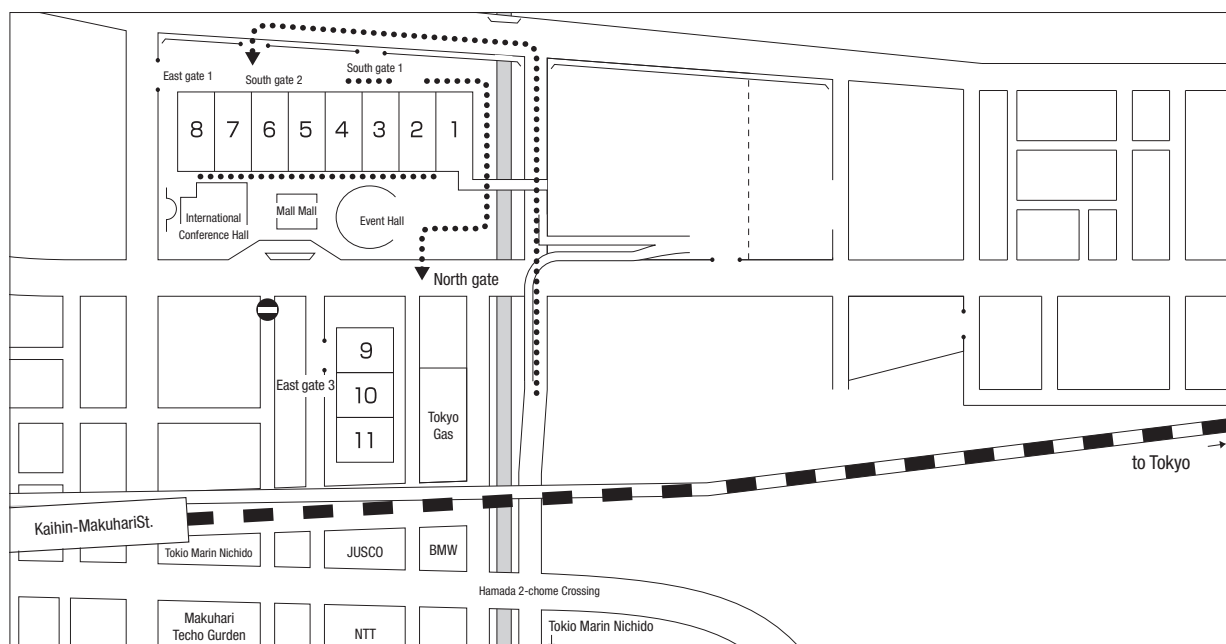 East gate 1
South gate 2
South gate 1
8 7 6 5 4 3 2 1
International
Conference Hall
Mall Mall
Event Hall
North gate
9
East gate 3
10
11
Tokyo
Gas
to Tokyo
Kaihin-MakuhariSt.
Tokio Marin Nichido
JUSCO
BMW
Hamada 2-chome Crossing
Makuhari
Techo Gurden
NTT
Tokio Marin Nichido